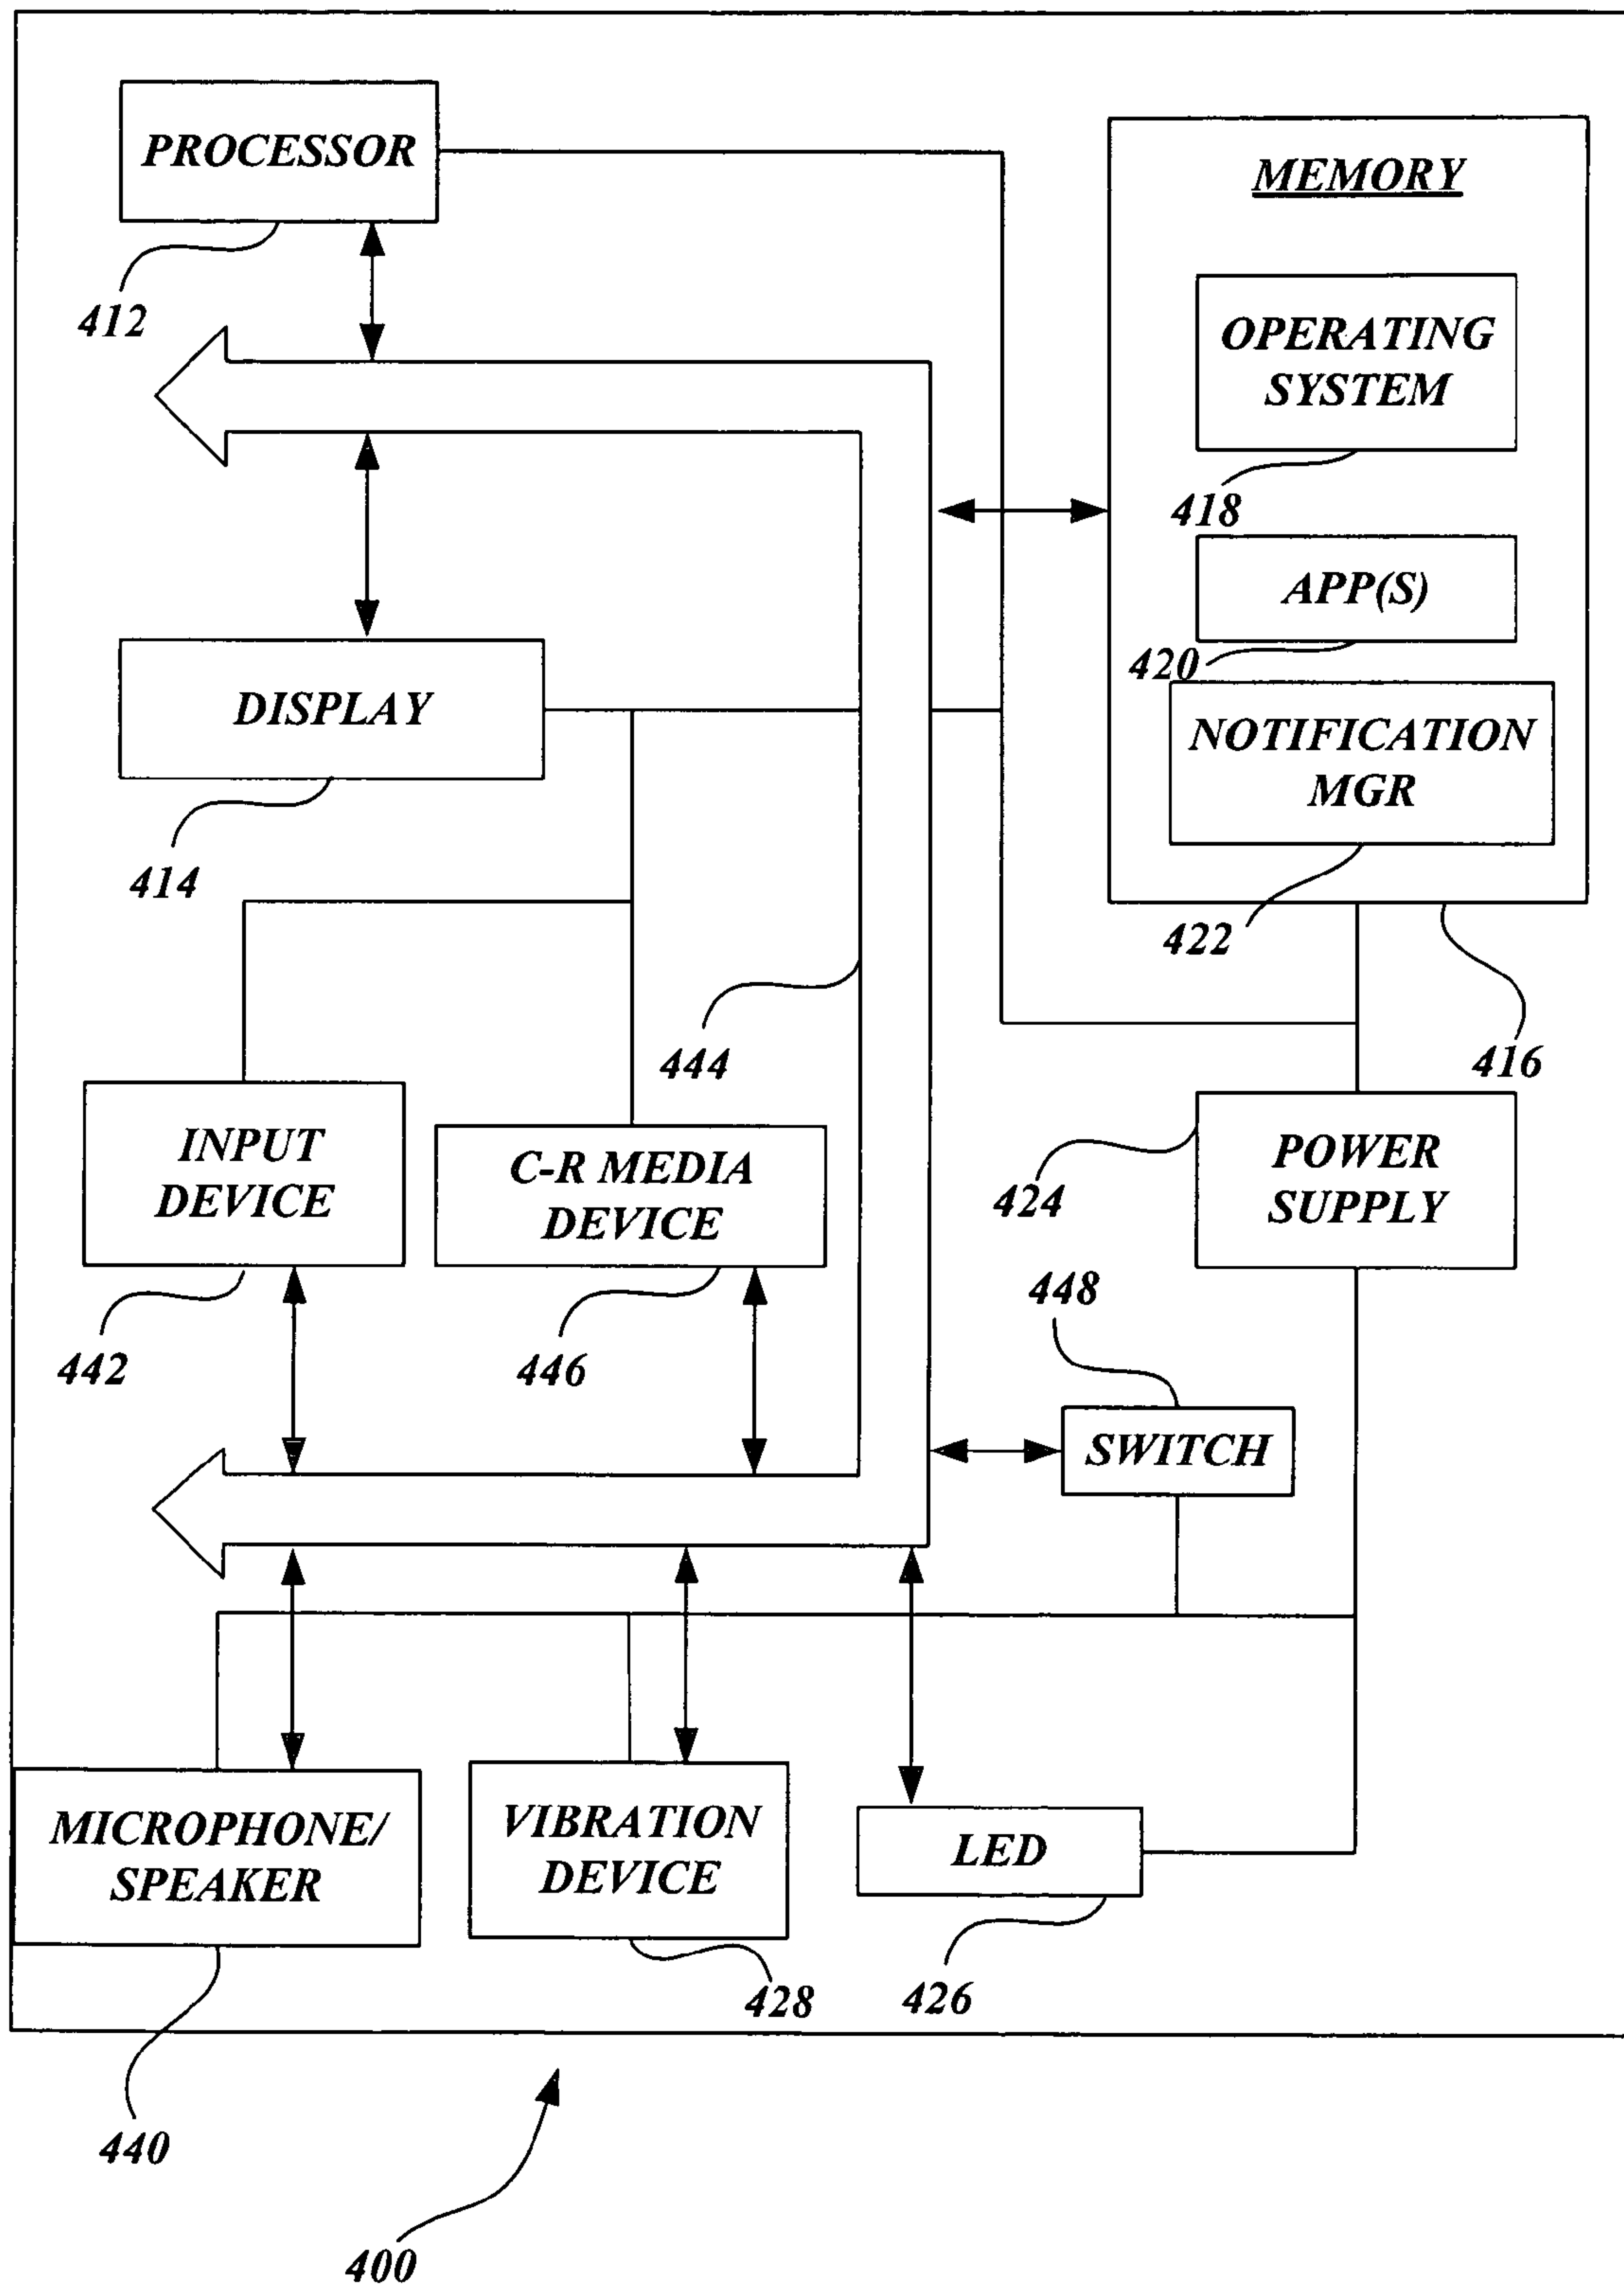 PROCESSOR
412
MEMORY
OPERATING
SYSTEM
418
APP(S)
420
NOTIFICATION
MGR
422
416
DISPLAY
414
444
INPUT
DEVICE
442
C-R MEDIA
DEVICE
446
POWER
SUPPLY
424
448
SWITCH
MICROPHONE/
SPEAKER
440
VIBRATION
DEVICE
428
LED
426
400